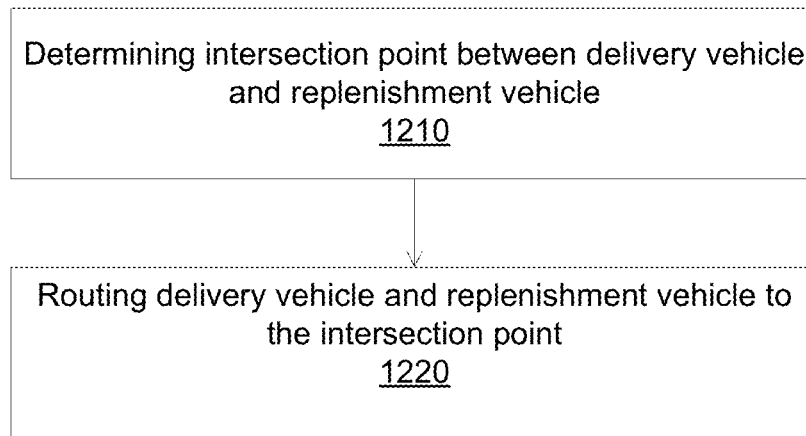 Determining intersection point between delivery vehicle
and replenishment vehicle
1210
Routing delivery vehicle and replenishment vehicle to
the intersection point
1220